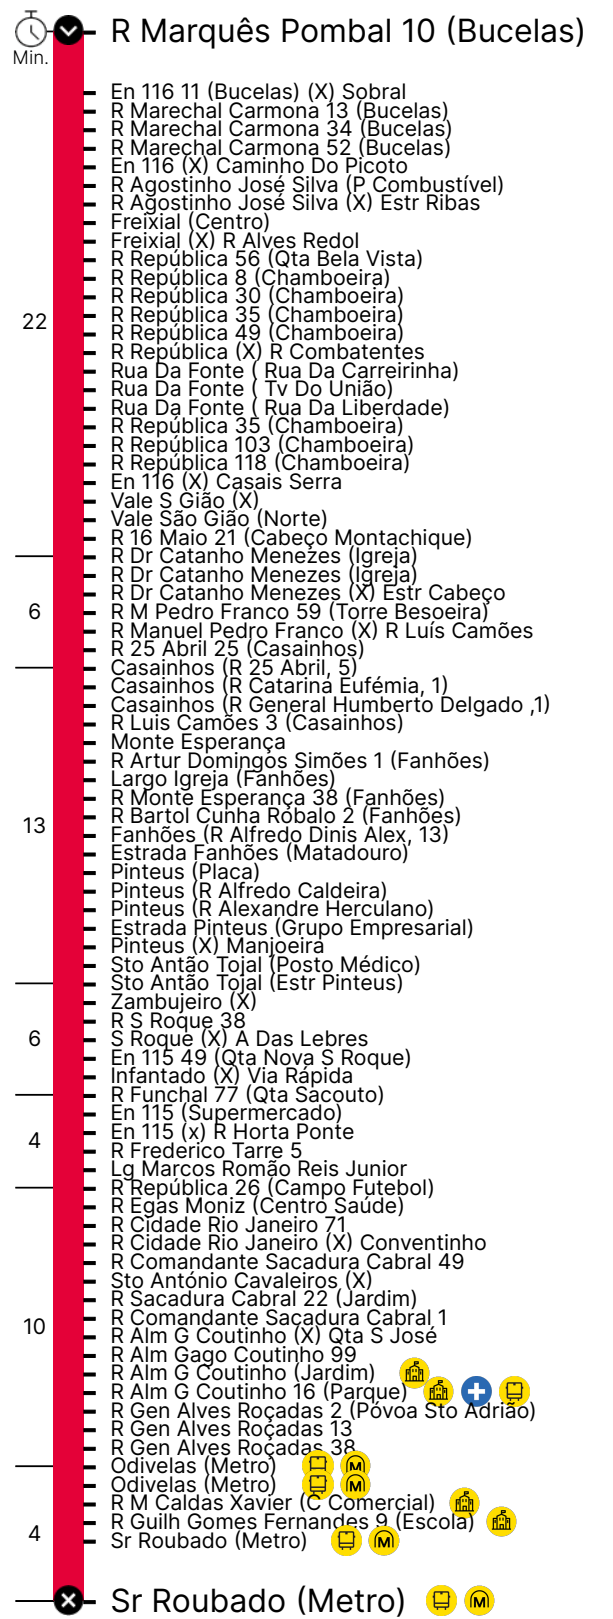 R Marquês Pombal 10 (Bucelas)
Min.
En 116 11 (Bucelas) (X) Sobral
R Marechal Carmona 13 (Bucelas)
R Marechal Carmona 34 (Bucelas)
R Marechal Carmona 52 (Bucelas)
En 116 (X) Caminho Do Picoto
R Agostinho José Silva (P Combustível)
R Agostinho José Silva (X) Estr Ribas
Freixial (Centro)
Freixial (X) R Alves Redol
R República 56 (Qta Bela Vista)
R República 8 (Chamboeira)
R República 30 (Chamboeira)
R República 35 (Chamboeira)
22
R República 49 (Chamboeira)
R República (X) R Combatentes
Rua Da Fonte ( Rua Da Carreirinha)
Rua Da Fonte ( Tv Do União)
Rua Da Fonte ( Rua Da Liberdade)
R República 35 (Chamboeira)
R República 103 (Chamboeira)
R República 118 (Chamboeira)
En 116 (X) Casais Serra
Vale S Gião (X)
Vale São Gião (Norte)
R 16 Maio 21 (Cabeço Montachique)
R Dr Catanho Menezes (Igreja)
R Dr Catanho Menezes (Igreja)
R Dr Catanho Menezes (X) Estr Cabeço
6
R M Pedro Franco 59 (Torre Besoeira)
R Manuel Pedro Franco (X) R Luís Camões
R 25 Abril 25 (Casainhos)
Casainhos (R 25 Abril, 5)
Casainhos (R Catarina Eufémia, 1)
Casainhos (R General Humberto Delgado ,1)
R Luis Camões 3 (Casainhos)
Monte Esperança
R Artur Domingos Simões 1 (Fanhões)
Largo Igreja (Fanhões)
R Monte Esperança 38 (Fanhões)
R Bartol Cunha Róbalo 2 (Fanhões)
13
Fanhões (R Alfredo Dinis Alex, 13)
Estrada Fanhões (Matadouro)
Pinteus (Placa)
Pinteus (R Alfredo Caldeira)
Pinteus (R Alexandre Herculano)
Estrada Pinteus (Grupo Empresarial)
Pinteus (X) Manjoeira
Sto Antão Tojal (Posto Médico)
Sto Antão Tojal (Estr Pinteus)
Zambujeiro (X)
R S Roque 38
6
S Roque (X) A Das Lebres
En 115 49 (Qta Nova S Roque)
Infantado (X) Via Rápida
R Funchal 77 (Qta Sacouto)
En 115 (Supermercado)
4
En 115 (x) R Horta Ponte
R Frederico Tarre 5
Lg Marcos Romão Reis Junior
R República 26 (Campo Futebol)
R Egas Moniz (Centro Saúde)
R Cidade Rio Janeiro 71
R Cidade Rio Janeiro (X) Conventinho
R Comandante Sacadura Cabral 49
Sto António Cavaleiros (X)
R Sacadura Cabral 22 (Jardim)
R Comandante Sacadura Cabral 1
10
R Alm G Coutinho (X) Qta S José
R Alm Gago Coutinho 99
R Alm G Coutinho (Jardim)
R Alm G Coutinho 16 (Parque)
R Gen Alves Roçadas 2 (Póvoa Sto Adrião)
R Gen Alves Roçadas 13
R Gen Alves Roçadas 38
Odivelas (Metro)
M
Odivelas (Metro)
M
R M Caldas Xavier (C Comercial)
R Guilh Gomes Fernandes 9 (Escola)
4
Sr Roubado (Metro)
M
Sr Roubado (Metro)
M